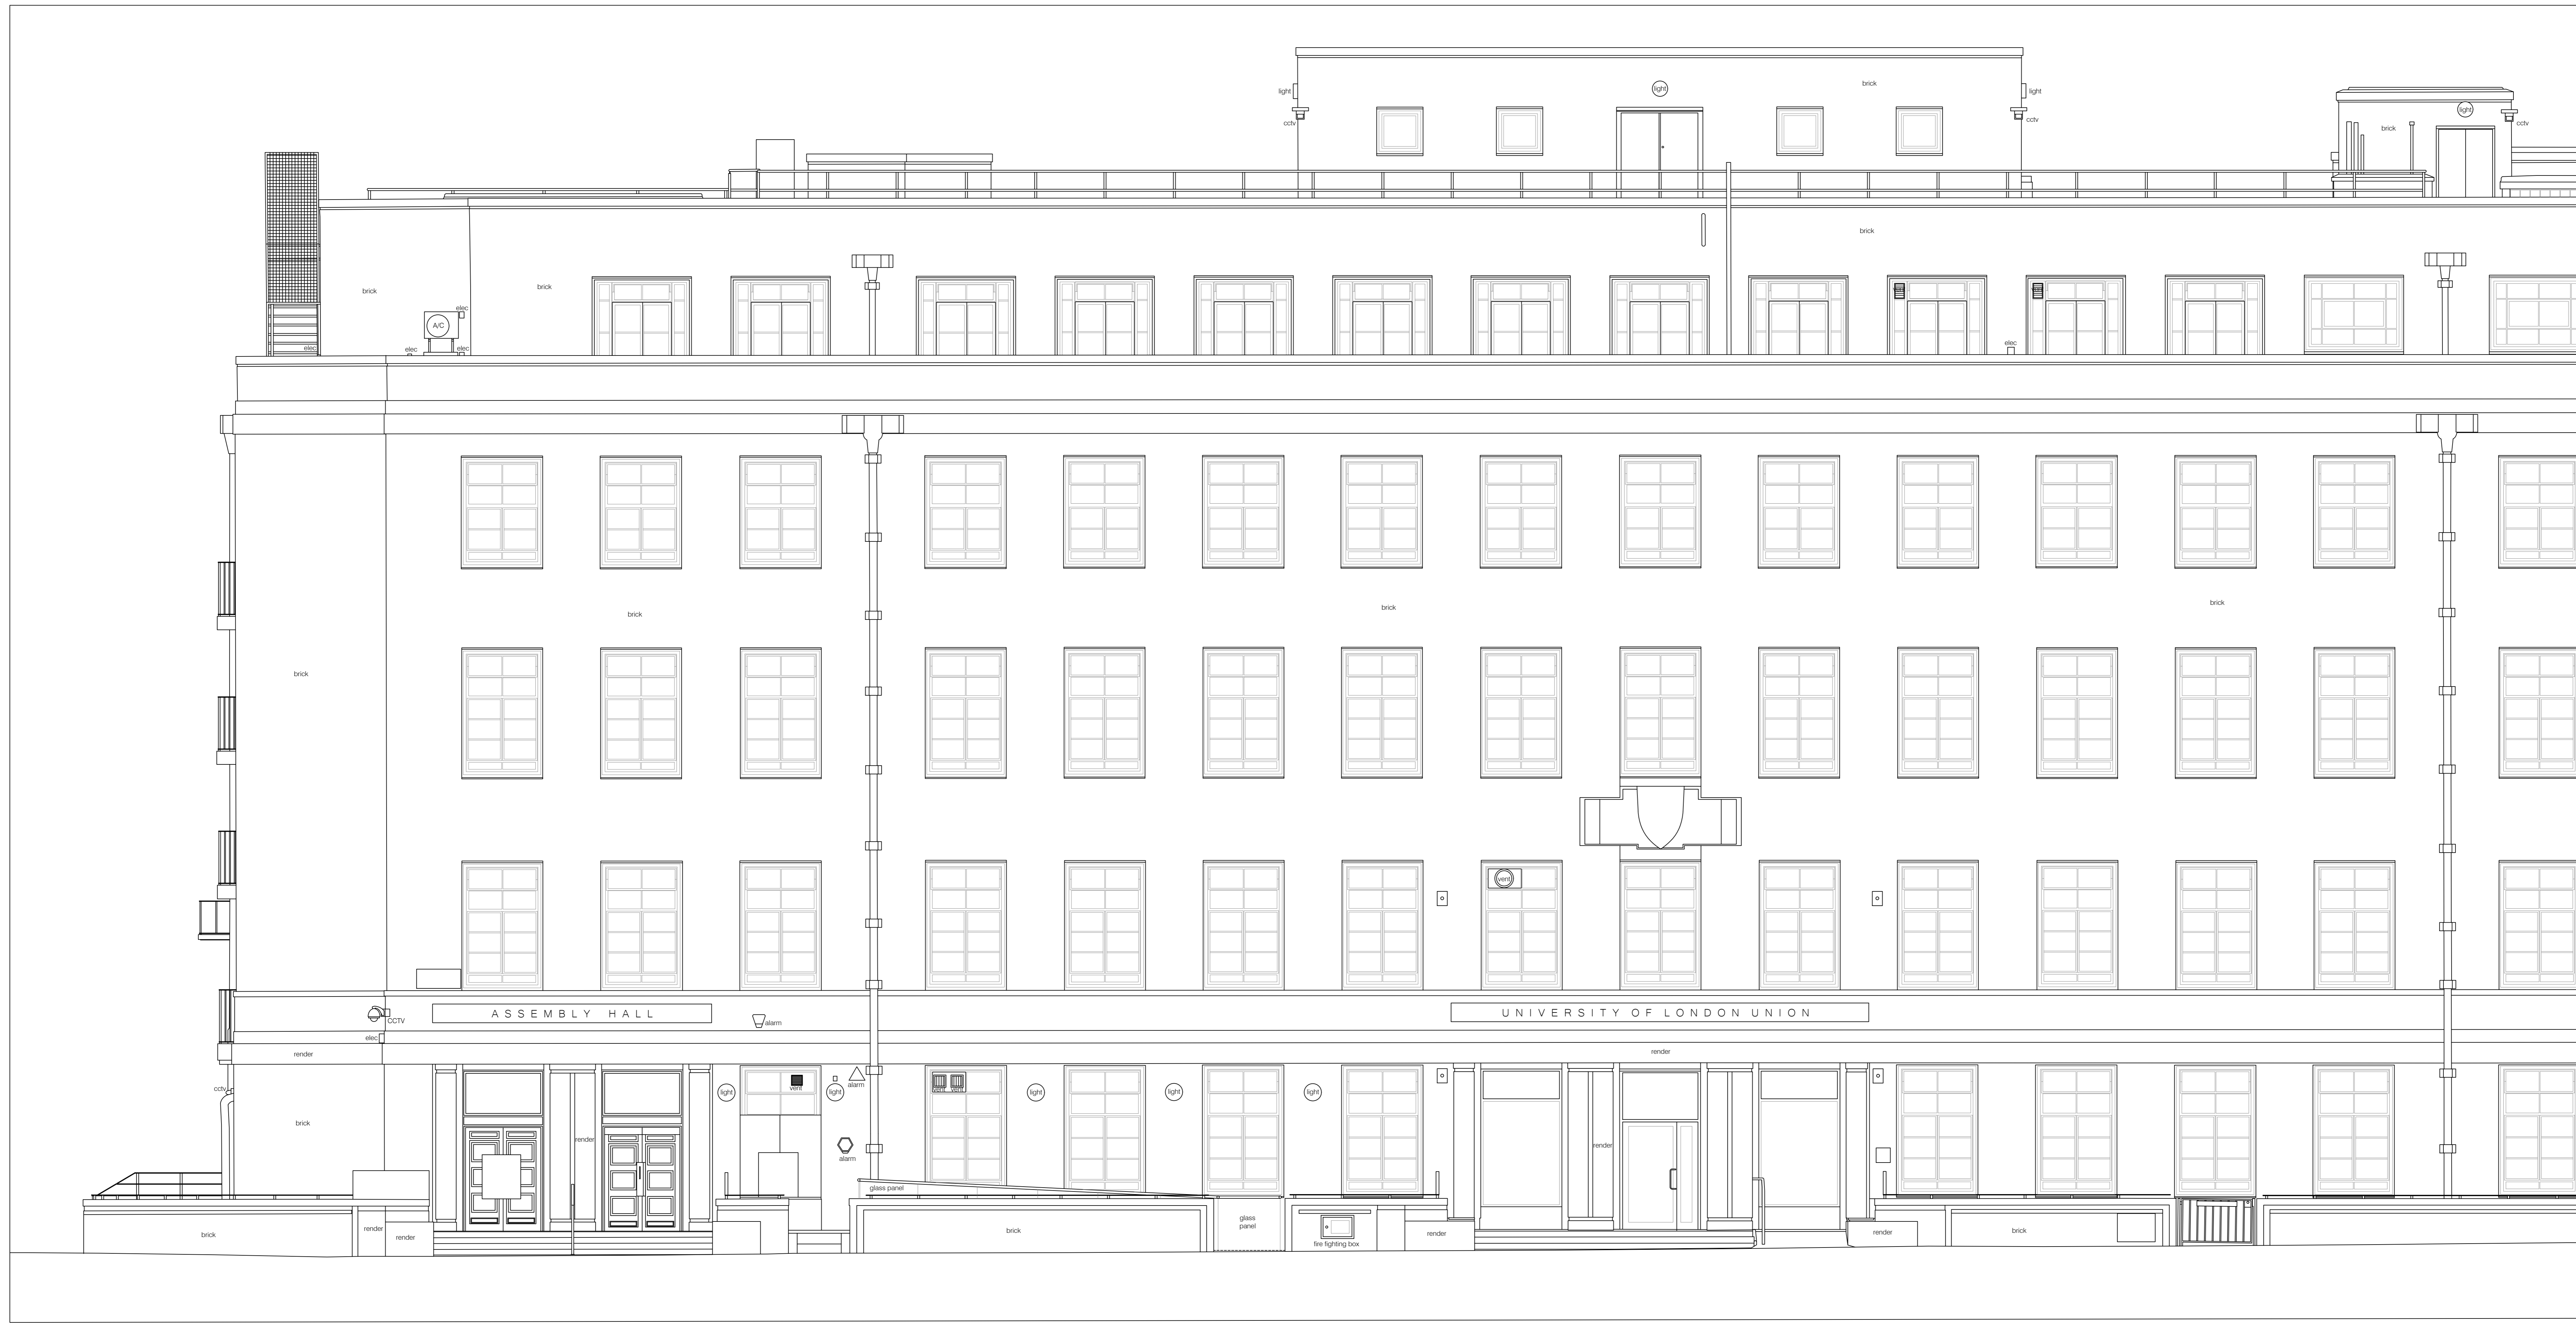 light
brick
light
light
cctv
cctv
light
brick
cctv
brick
brick
brick
elec
A/C
elec
elec
elec
elec
brick
brick
brick
brick
vent
ASSEMBLY HALL
UNIVERSITY OF LONDON UNION
CCTV
alarm
elec
render
render
cctv
vent
alarm
light
light
vent
vent
light
light
light
brick
render
render
alarm
glass panel
glass
panel
render
render
brick
render
brick
render
brick
fire fighting box